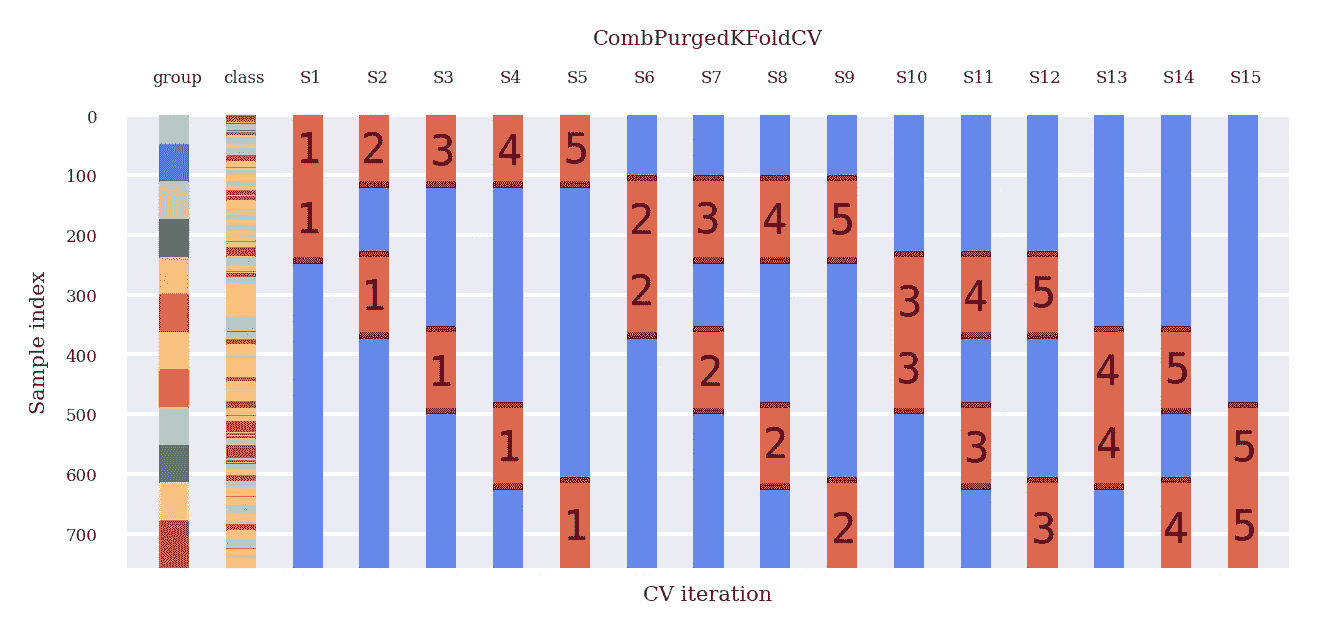 CombPurgedKFoldCV
group class S1 S2 S3 S4 S5 S6 S7 S8 S9 S10 S11 S12 S13 S14 S15
0
1 2 3 4 5
100
1 2 3 4 5
200
1 2 3 4 5
300
400
1 2 3 4 5
500
1 2 3 4 5
600
1 2 3 4 5
700
Sample index
CV iteration